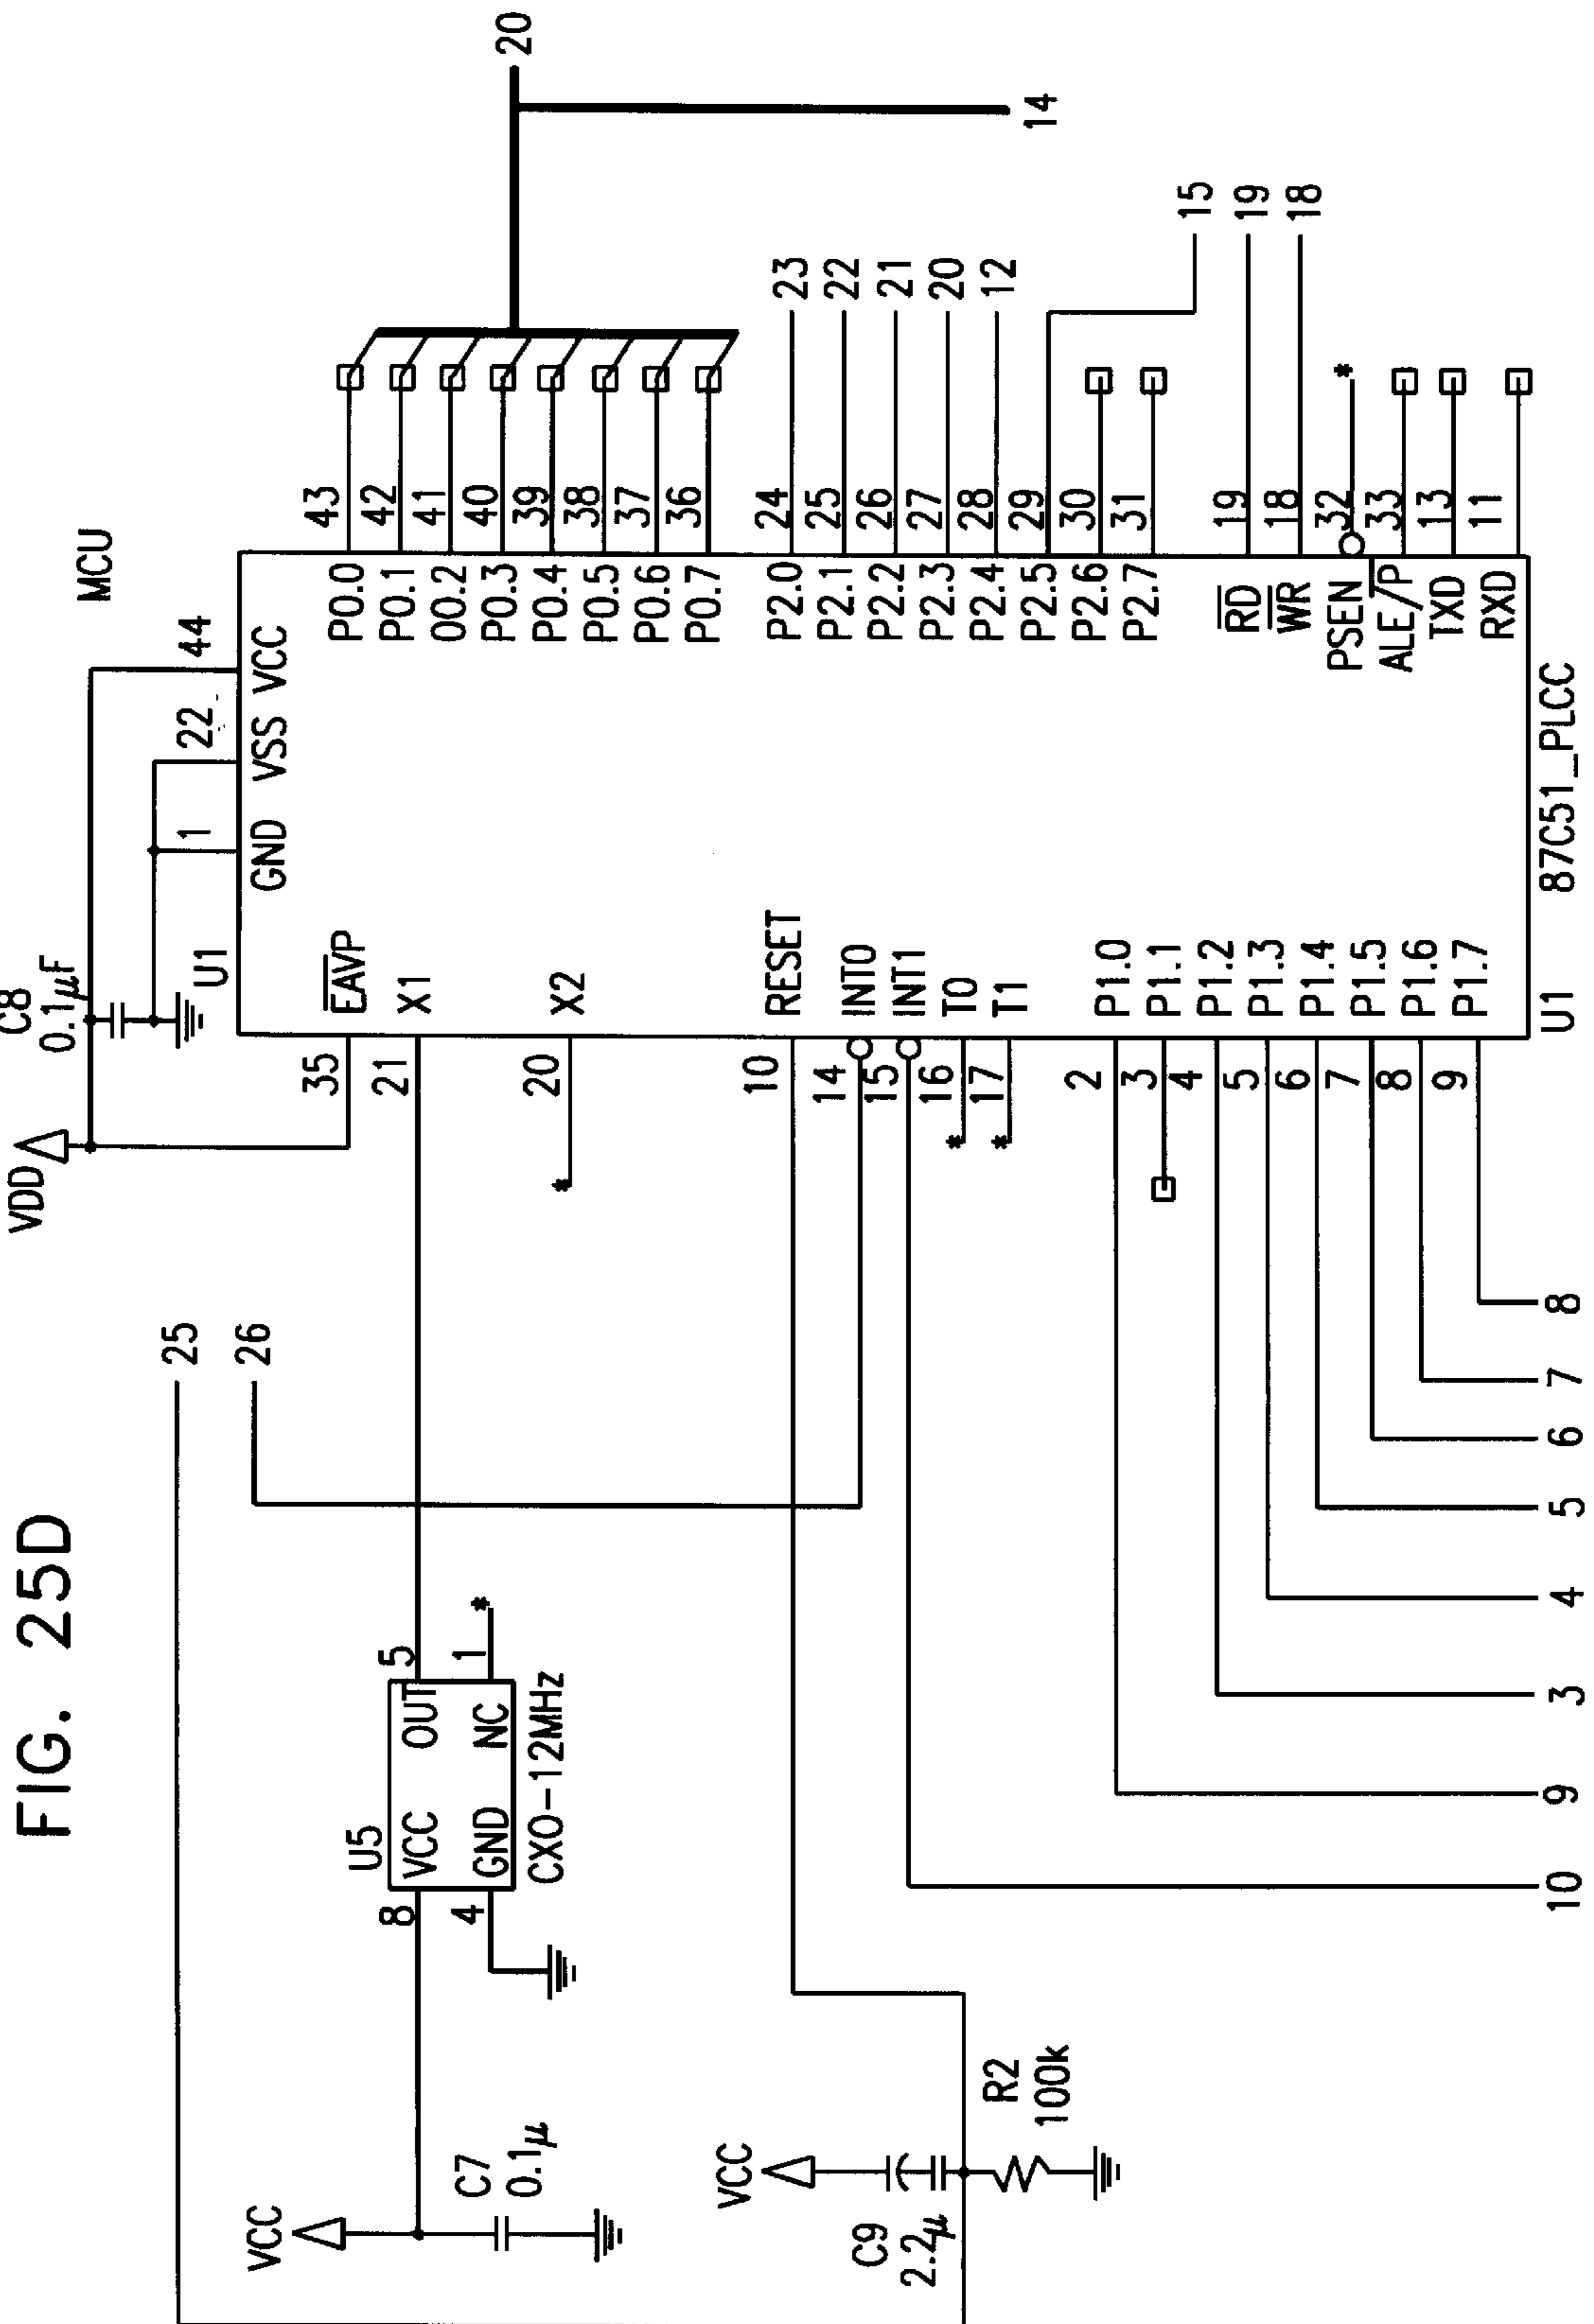 FIG. 25D
VDD
C8
0.1μF
MCU
25
26
U1
1
22
44
GND
VSS
VCC
35
EAVP
21
X1
20
X2
10
RESET
14
INT0
15
INT1
16
T0
17
T1
2
P1.0
3
P1.1
4
P1.2
5
P1.3
6
P1.4
7
P1.5
8
P1.6
9
P1.7
P0.0
43
P0.1
42
O0.2
41
P0.3
40
P0.4
39
P0.5
38
P0.6
37
P0.7
36
20
14
P2.0
24
23
P2.1
25
22
P2.2
26
21
P2.3
27
20
P2.4
28
12
P2.5
29
15
P2.6
30
P2.7
31
RD
19
19
WR
18
18
PSEN
32
ALE/P
33
TXD
13
RXD
11
U1
87C51_PLCC
VCC
C7
0.1μ
U5
8
VCC
OUT
5
4
GND
NC
1
CXO-12MHz
VCC
C9
2.2μ
R2
100k
10
9
3
4
5
6
7
8